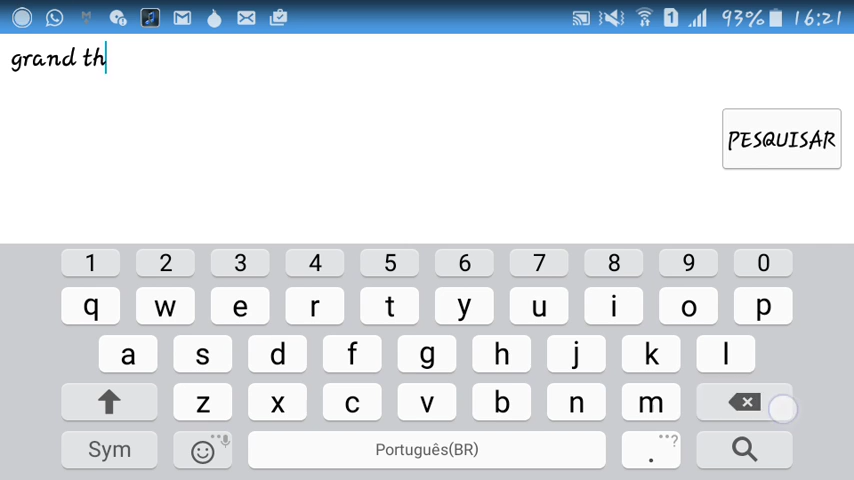 93% 16:21
grand th
PESQUISAR
1 2 3 4 5 6 7 8 9 0
q w e r t y u i o p
a s d f g h j k l
z x c v b n m
Sym Português(BR) . ?